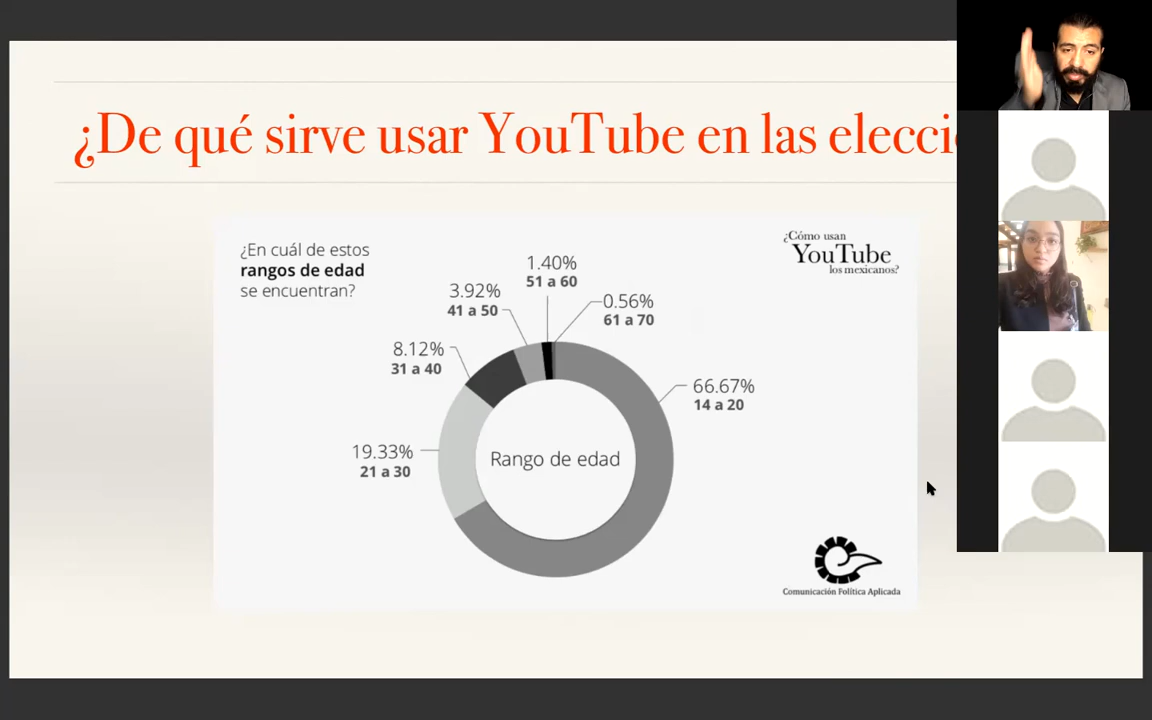 ¿De qué sirve usar YouTube en las elecci
¿En cuál de estos
rangos de edad
se encuentran?
¿Cómo usan
YouTube
los mexicanos?
1.40%
51 a 60
3.92%
41 a 50
0.56%
61 a 70
8.12%
31 a 40
66.67%
14 a 20
19.33%
21 a 30
Rango de edad
Comunicación Política Aplicada